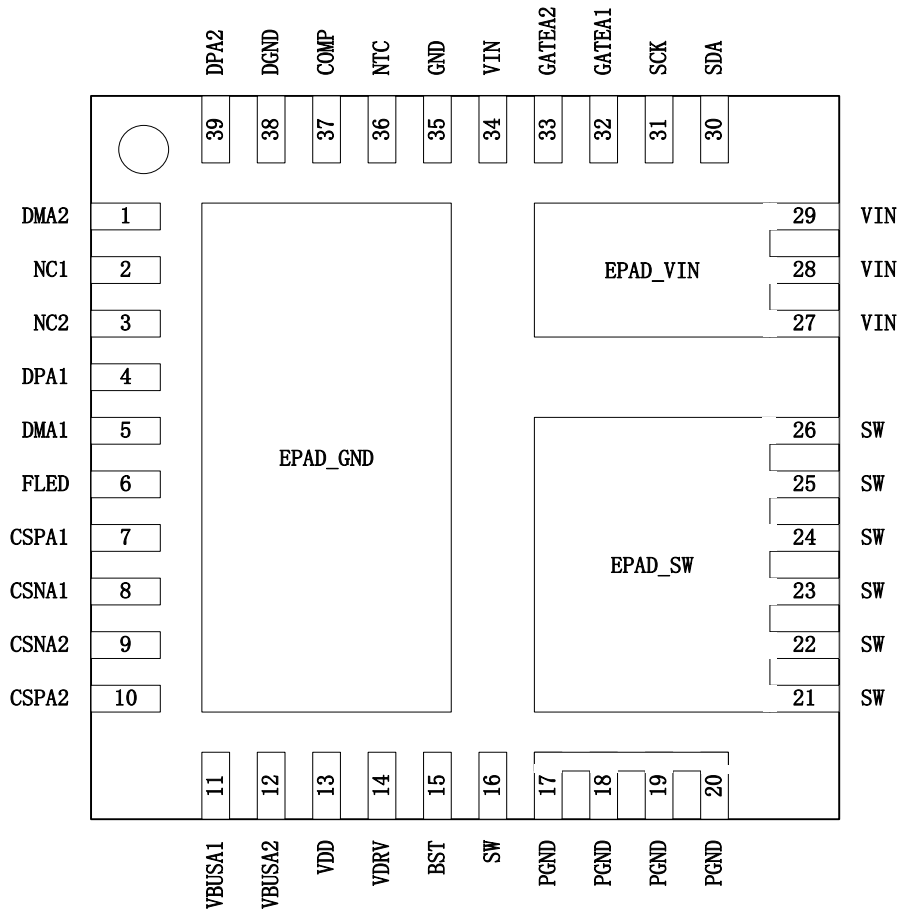 DPA2 DGND COMP NTC GND VIN GATEA2 GATEA1 SCK SDA
39 38 37 36 35 34 33 32 31 30
DMA2 1 29 VIN
NC1 2 EPAD_VIN 28 VIN
NC2 3 27 VIN
DPA1 4
DMA1 5 26 SW
EPAD_GND
FLED 6 25 SW
CSPA1 7 24 SW
EPAD_SW
CSNA1 8 23 SW
CSNA2 9 22 SW
CSPA2 10 21 SW
11 12 13 14 15 16 17 18 19 20
VBUSA1 VBUSA2 VDD VDRV BST SW PGND PGND PGND PGND